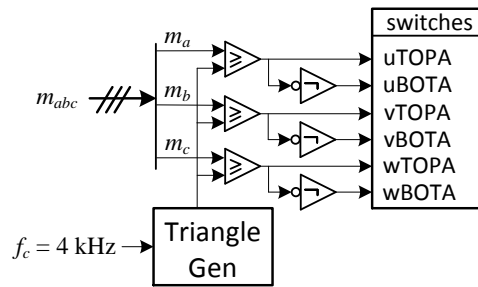 switches
m_a
≥
uTOPA
¬
uBOTA
m_abc
m_b
≥
vTOPA
¬
vBOTA
m_c
≥
wTOPA
¬
wBOTA
f_c = 4 kHz
Triangle
Gen